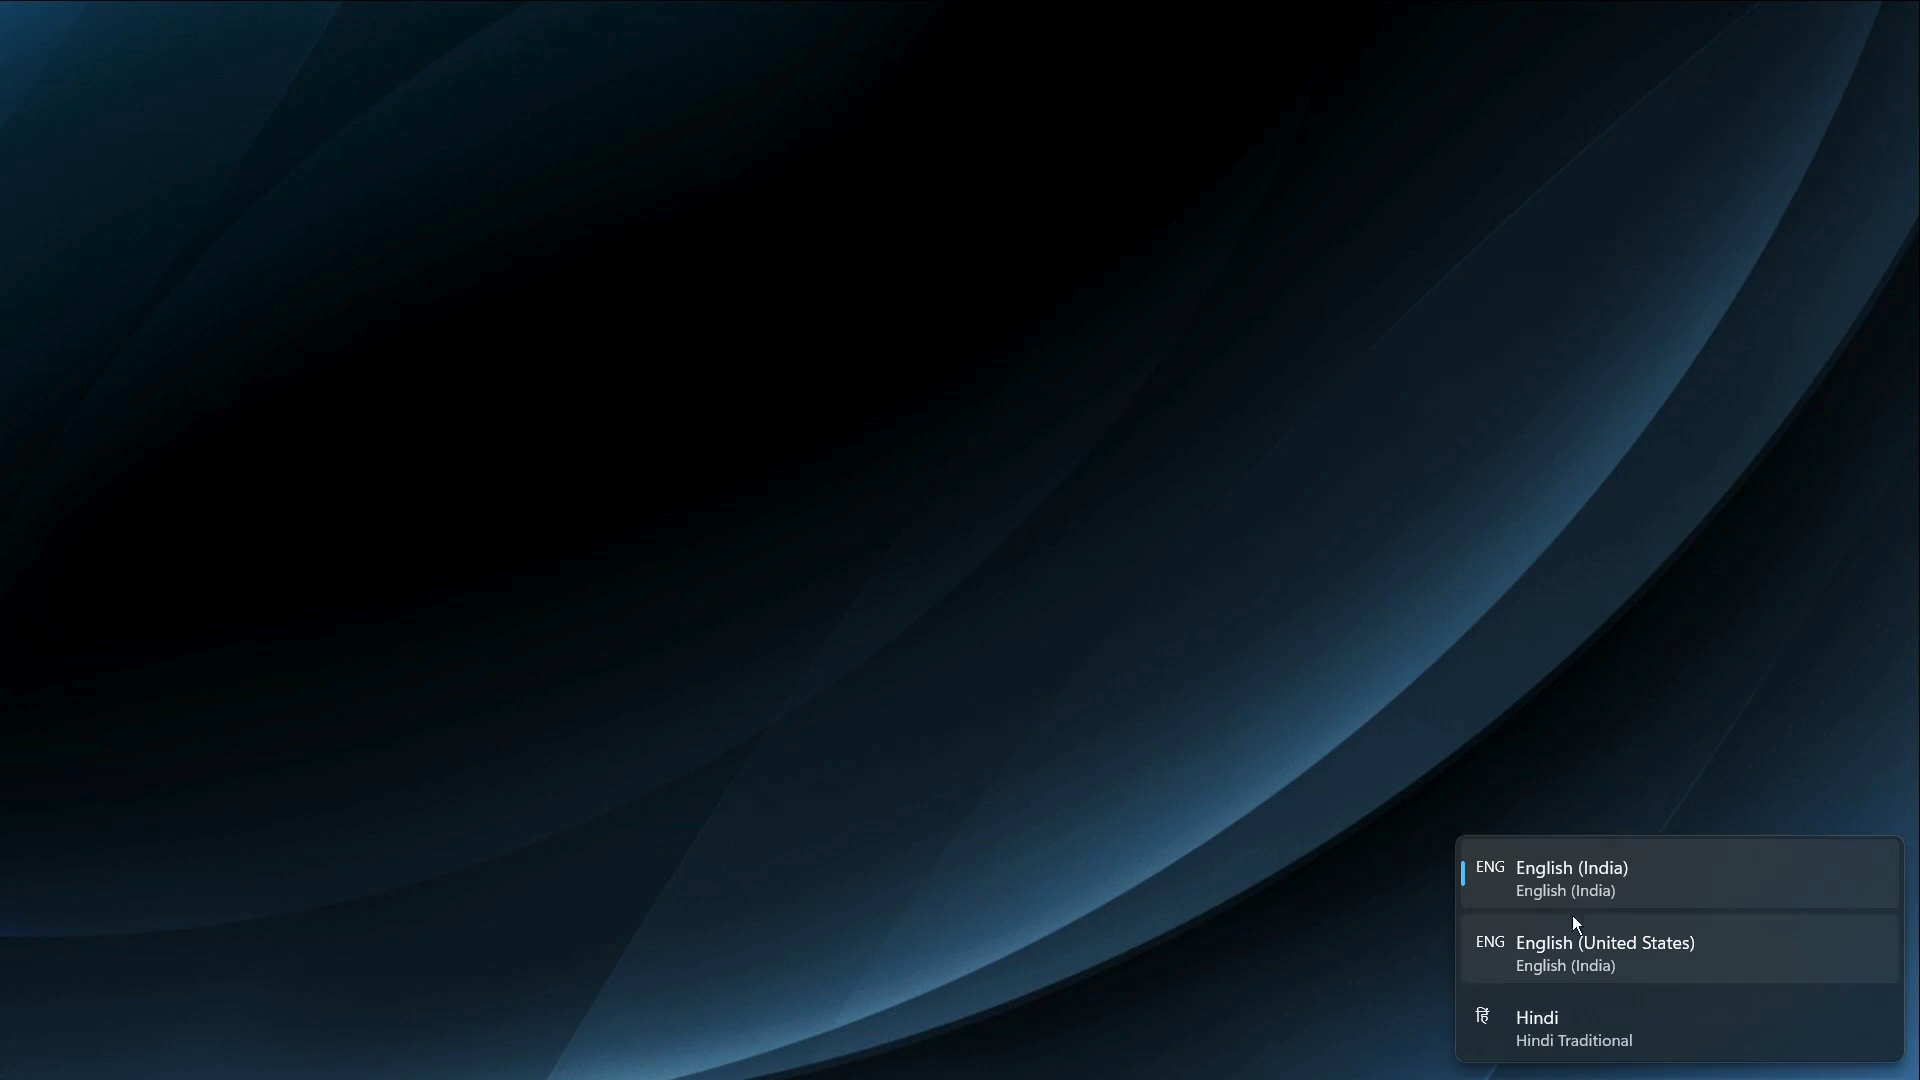 ENG English (India)
English (India)
ENG English (United States)
English (India)
हिं Hindi
Hindi Traditional